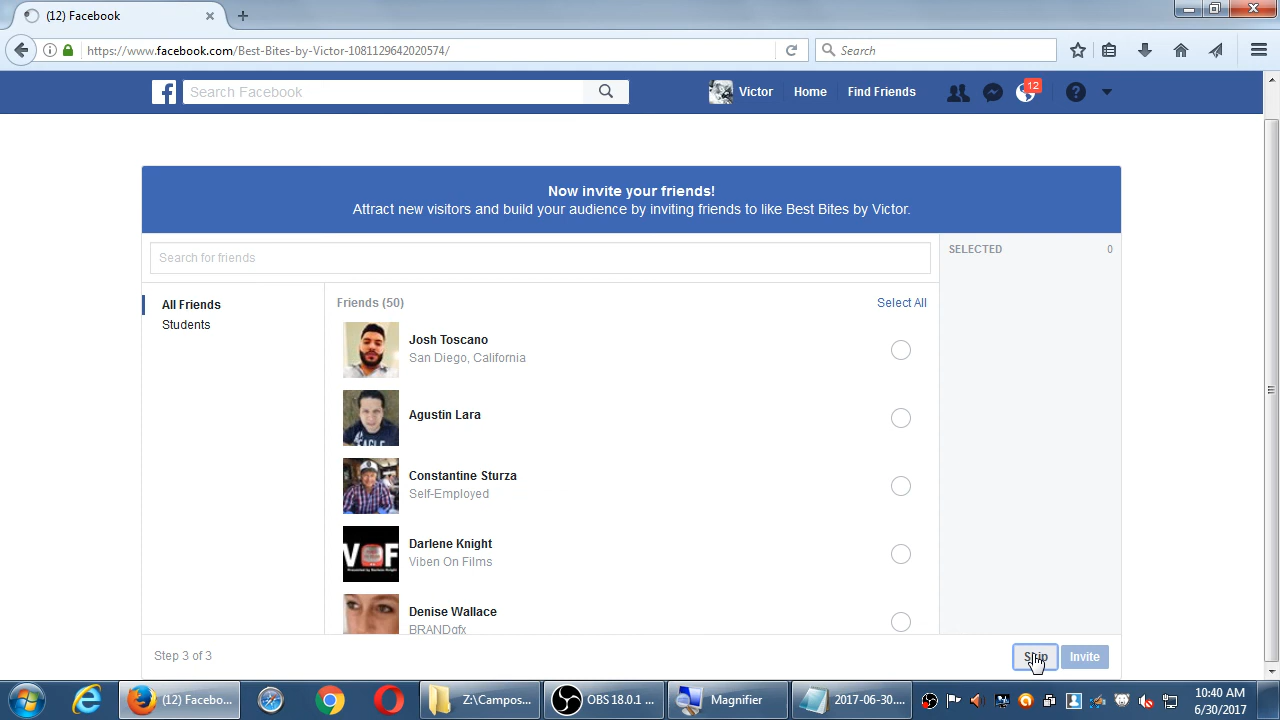 (12) Facebook
https://www.facebook.com/Best-Bites-by-Victor-1081129642020574/
Search
Search Facebook
Victor
Home
Find Friends
12
Now invite your friends!
Attract new visitors and build your audience by inviting friends to like Best Bites by Victor.
Search for friends
SELECTED
0
All Friends
Students
Friends (50)
Select All
Josh Toscano
San Diego, California
Agustin Lara
EAGLE
Constantine Sturza
Self-Employed
Darlene Knight
Viben On Films
Denise Wallace
BRANDgfx
Step 3 of 3
Skip
Invite
(12) Facebo...
Z:\Campos...
OBS 18.0.1 ...
Magnifier
2017-06-30....
10:40 AM
6/30/2017